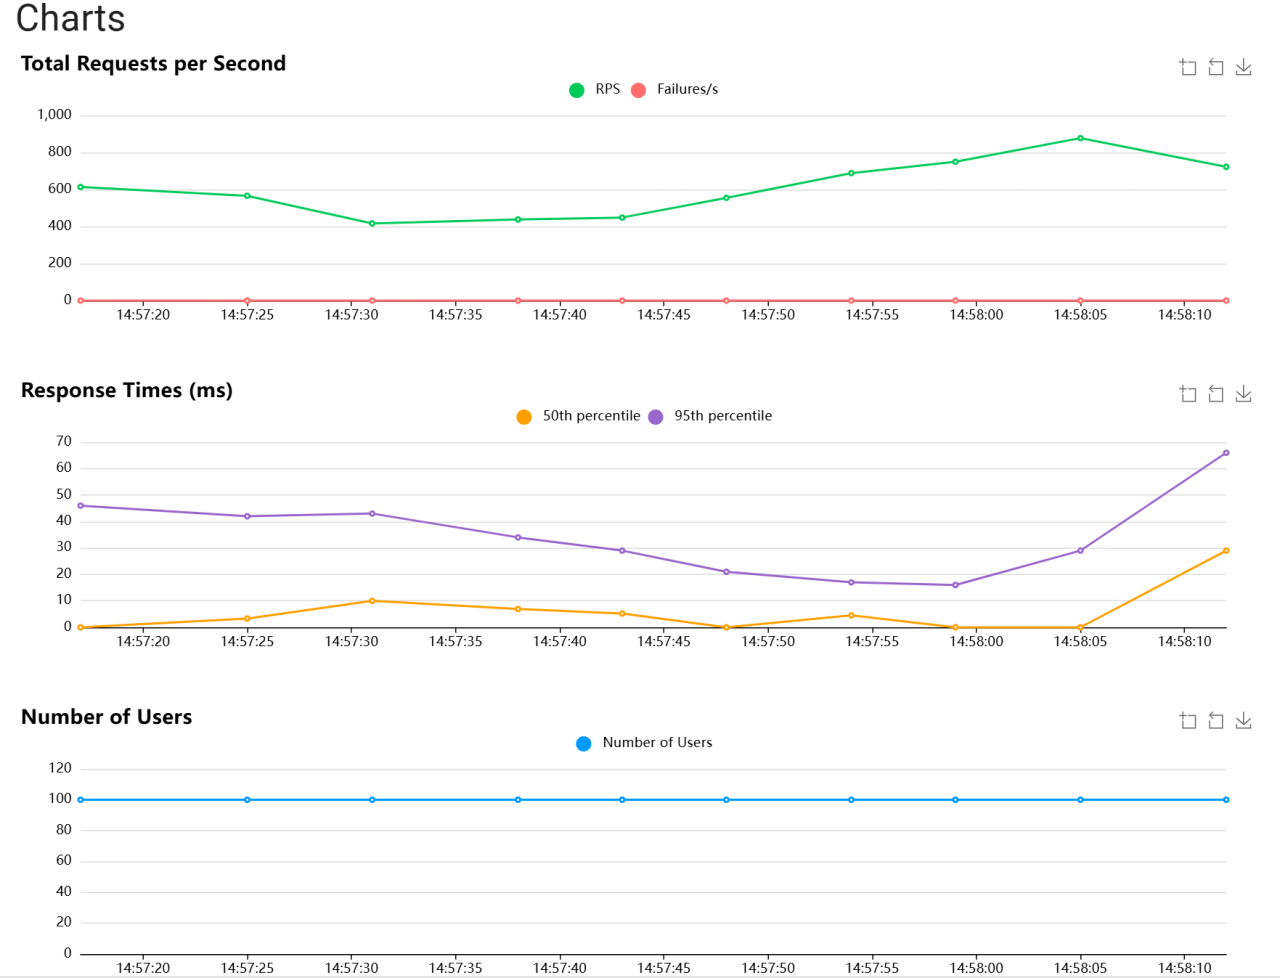 Charts
Total Requests per Second
RPS Failures/s
1,000
800
600
400
200
0
14:57:20 14:57:25 14:57:30 14:57:35 14:57:40 14:57:45 14:57:50 14:57:55 14:58:00 14:58:05 14:58:10
Response Times (ms)
50th percentile 95th percentile
70
60
50
40
30
20
10
0
14:57:20 14:57:25 14:57:30 14:57:35 14:57:40 14:57:45 14:57:50 14:57:55 14:58:00 14:58:05 14:58:10
Number of Users
Number of Users
120
100
80
60
40
20
0
14:57:20 14:57:25 14:57:30 14:57:35 14:57:40 14:57:45 14:57:50 14:57:55 14:58:00 14:58:05 14:58:10